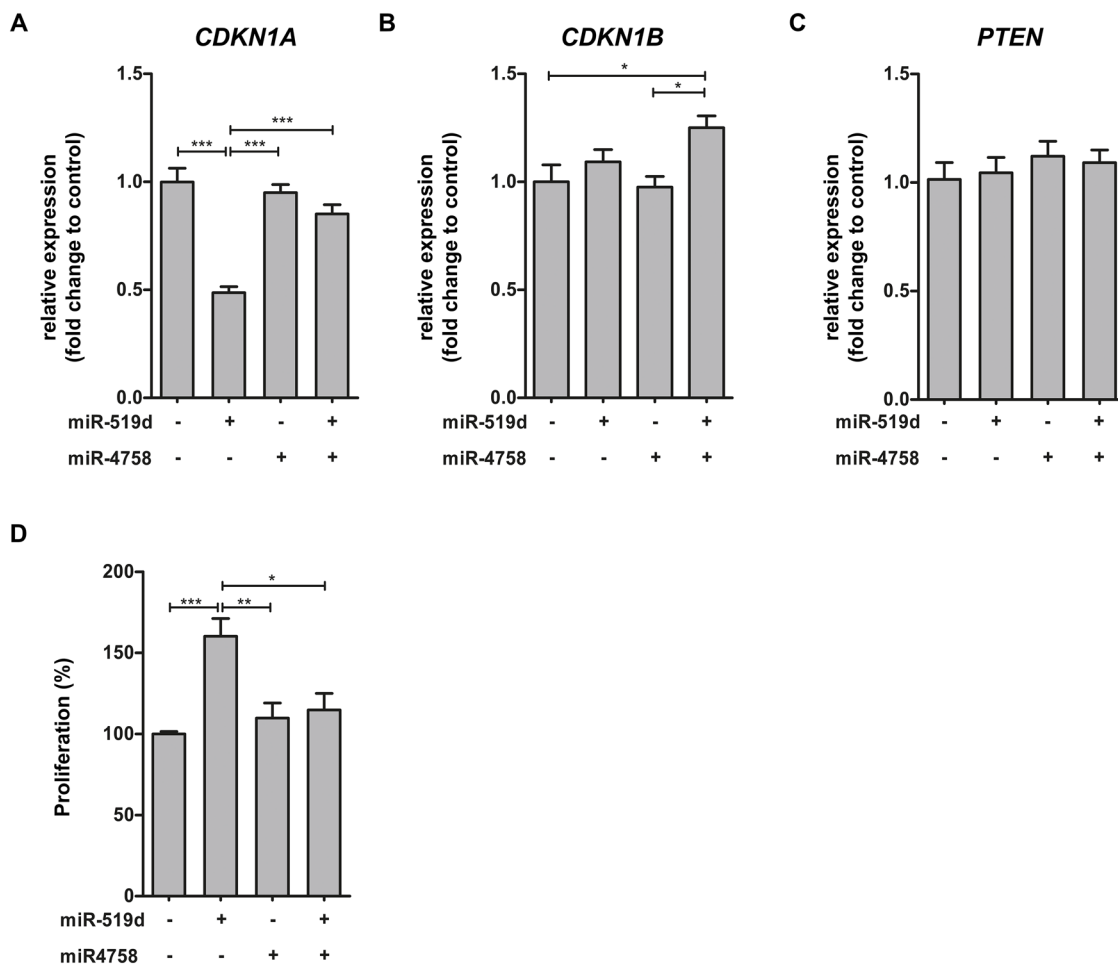 A
CDKN1A
relative expression
(fold change to control)
1.5
1.0
0.5
0.0
***
***
***
miR-519d - + - +
miR-4758 - - + +
B
CDKN1B
relative expression
(fold change to control)
1.5
1.0
0.5
0.0
*
*
miR-519d - + - +
miR-4758 - - + +
C
PTEN
relative expression
(fold change to control)
1.5
1.0
0.5
0.0
miR-519d - + - +
miR-4758 - - + +
D
Proliferation (%)
200
150
100
50
0
*
*** **
miR-519d - + - +
miR4758 - - + +